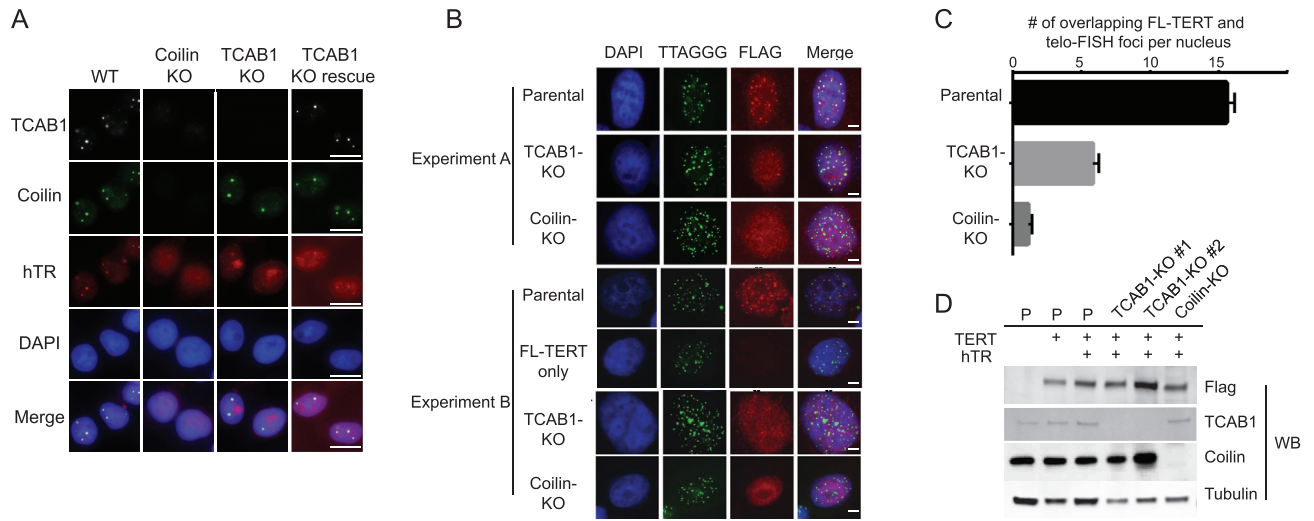 A
WT
Coilin
KO
TCAB1
KO
TCAB1
KO rescue
TCAB1
Coilin
hTR
DAPI
Merge
B
DAPI TTAGGG FLAG Merge
Experiment A
Parental
TCAB1-
KO
Coilin-
KO
Experiment B
Parental
FL-TERT
only
TCAB1-
KO
Coilin-
KO
C
# of overlapping FL-TERT and
telo-FISH foci per nucleus
0 5 10 15
Parental
TCAB1-
KO
Coilin-
KO
D
P P P TCAB1-KO #1 TCAB1-KO #2 Coilin-KO
TERT + + + + +
hTR + + + +
Flag
TCAB1
Coilin
Tubulin
WB